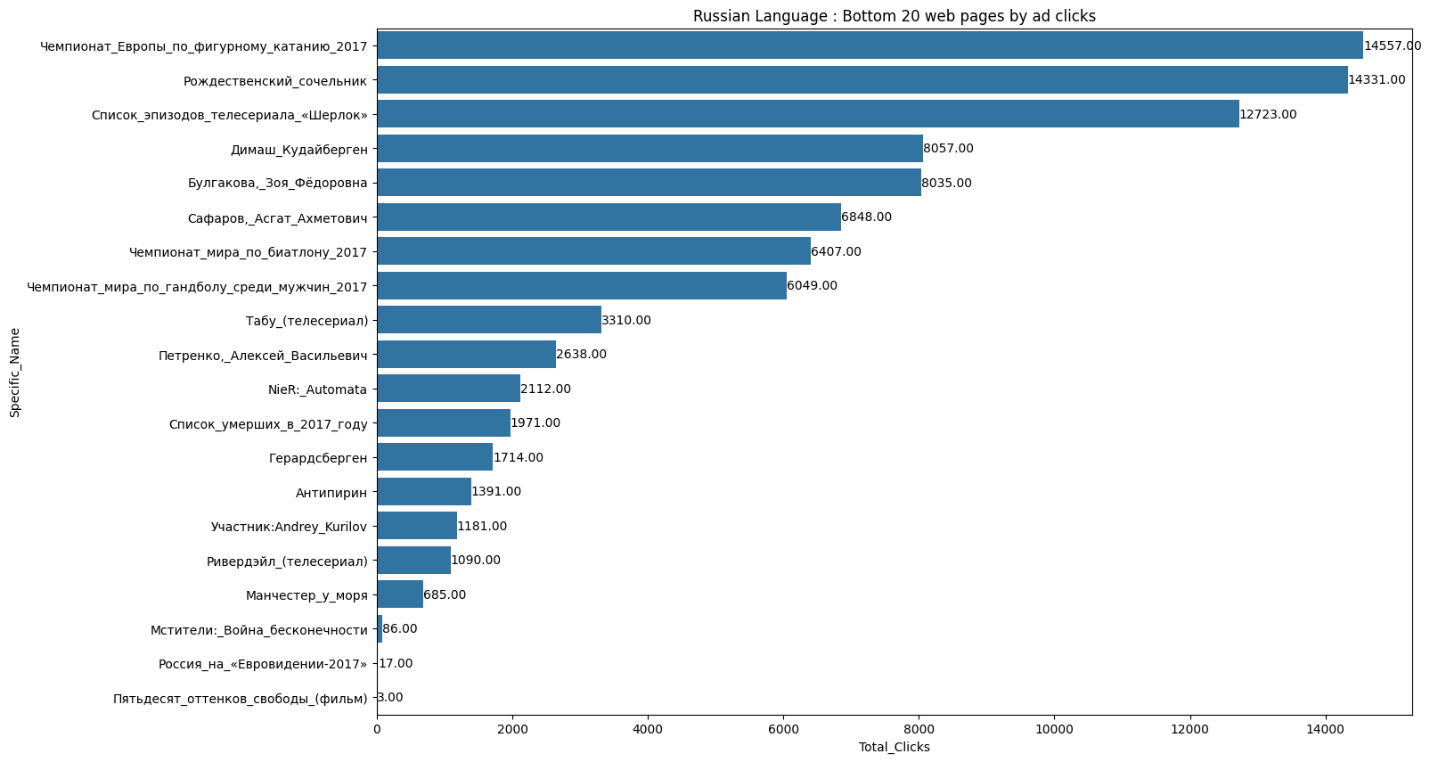 Russian Language : Bottom 20 web pages by ad clicks
Чемпионат_Европы_по_фигурному_катанию_2017 14557.00
Рождественский_сочельник 14331.00
Список_эпизодов_телесериала_«Шерлок» 12723.00
Димаш_Кудайберген 8057.00
Булгакова,_Зоя_Фёдоровна 8035.00
Сафаров,_Асгат_Ахметович 6848.00
Чемпионат_мира_по_биатлону_2017 6407.00
Чемпионат_мира_по_гандболу_среди_мужчин_2017 6049.00
Табу_(телесериал) 3310.00
Петренко,_Алексей_Васильевич 2638.00
NieR:_Automata 2112.00
Список_умерших_в_2017_году 1971.00
Герардсберген 1714.00
Антипирин 1391.00
Участник:Andrey_Kurilov 1181.00
Ривердэйл_(телесериал) 1090.00
Манчестер_у_моря 685.00
Мстители:_Война_бесконечности 86.00
Россия_на_«Евровидении-2017» 17.00
Пятьдесят_оттенков_свободы_(фильм) 3.00
Specific_Name
0 2000 4000 6000 8000 10000 12000 14000
Total_Clicks